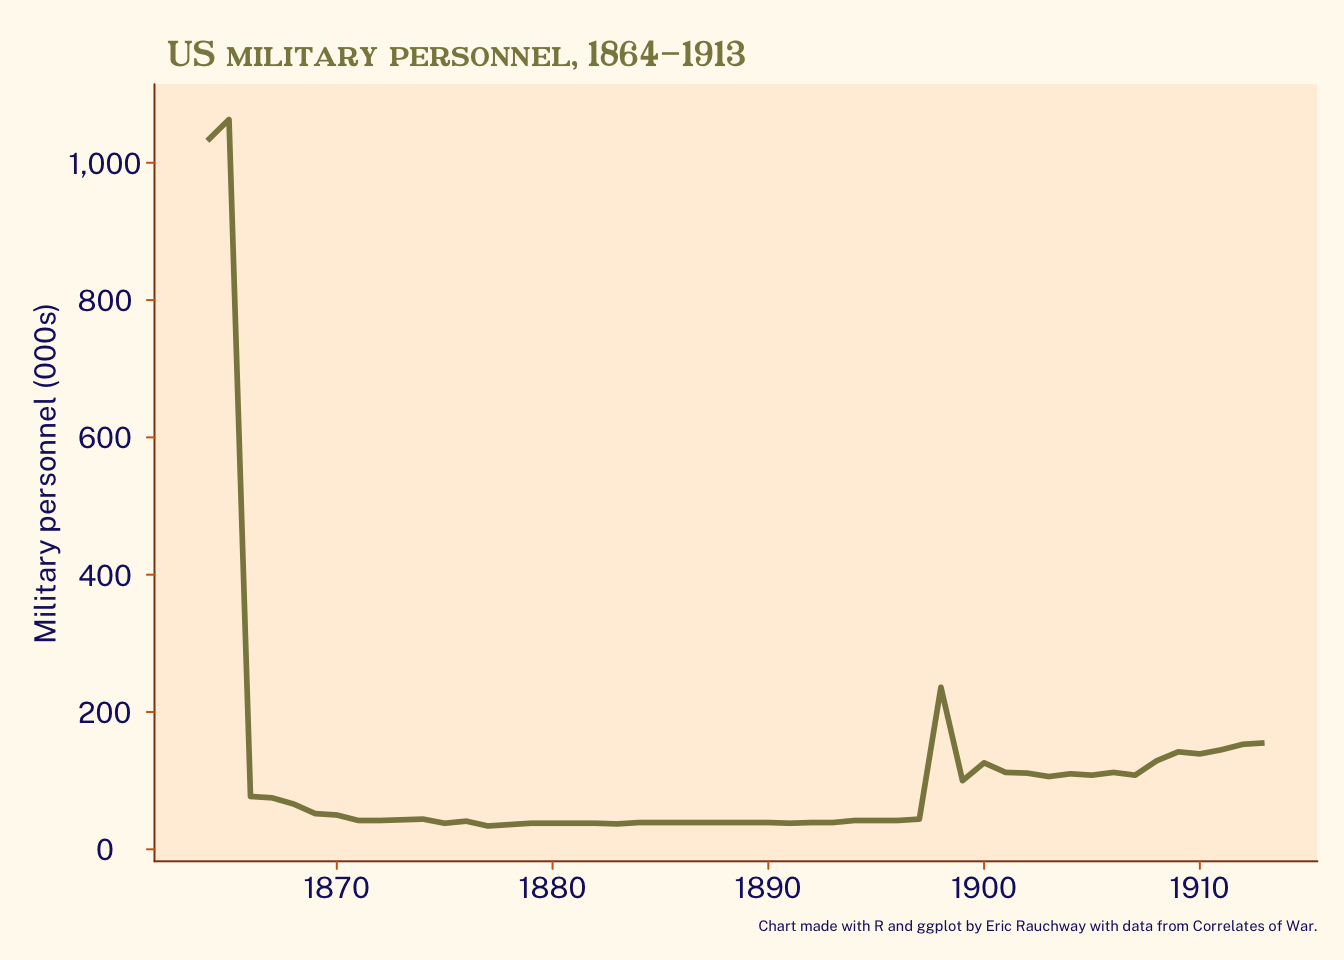 US MILITARY PERSONNEL, 1864–1913
Military personnel (000s)
1,000
800
600
400
200
0
1870 1880 1890 1900 1910
Chart made with R and ggplot by Eric Rauchway with data from Correlates of War.